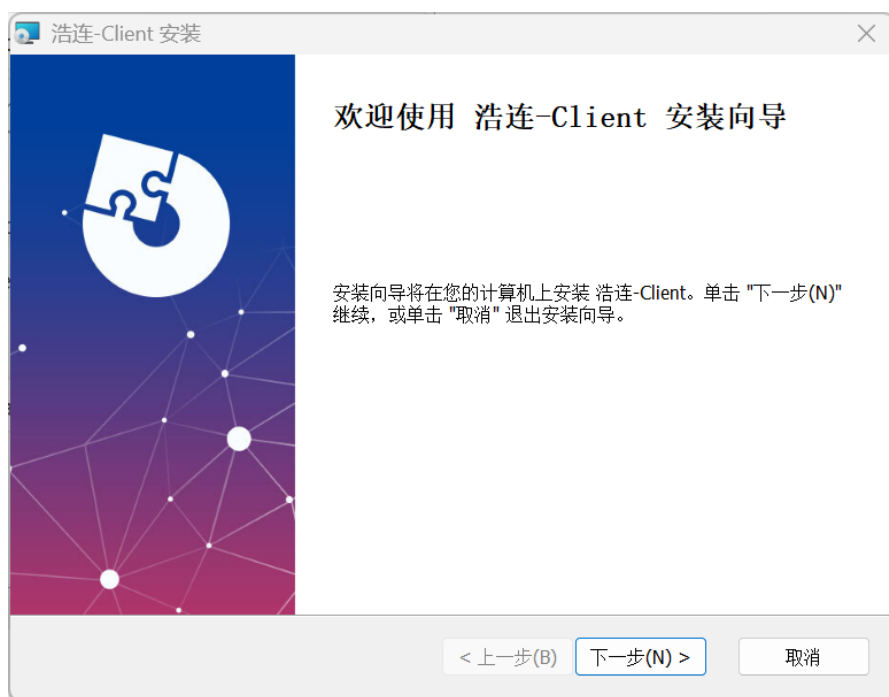 浩连-Client 安装
欢迎使用 浩连-Client 安装向导
安装向导将在您的计算机上安装 浩连-Client。单击 "下一步(N)"
继续，或单击 "取消" 退出安装向导。
< 上一步(B)
下一步(N) >
取消